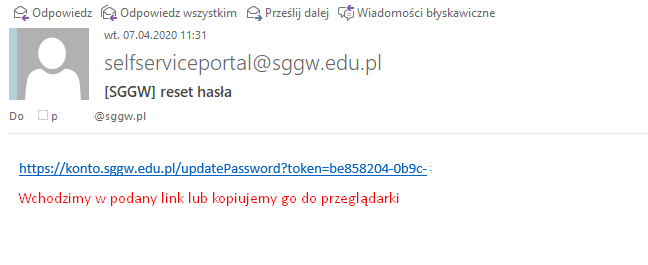 Odpowiedz Odpowiedz wszystkim Prześlij dalej Wiadomości błyskawiczne
wt. 07.04.2020 11:31
selfserviceportal@sggw.edu.pl
[SGGW] reset hasła
Do p @sggw.pl
https://konto.sggw.edu.pl/updatePassword?token=be858204-0b9c-
Wchodzimy w podany link lub kopiujemy go do przeglądarki